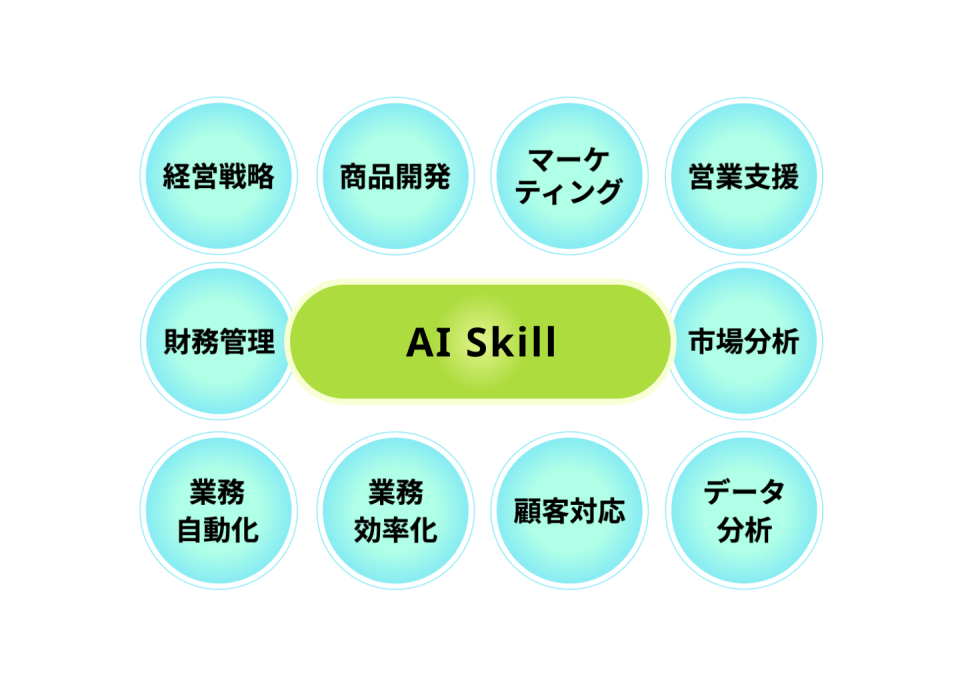 経営戦略
商品開発
マーケ
ティング
営業支援
財務管理
AI Skill
市場分析
業務
自動化
業務
効率化
顧客対応
データ
分析